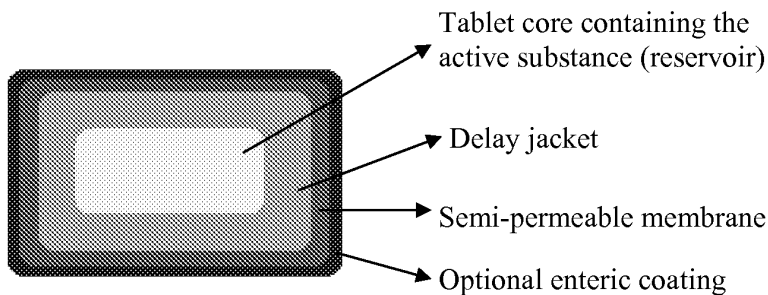 Tablet core containing the
active substance (reservoir)
Delay jacket
Semi-permeable membrane
Optional enteric coating